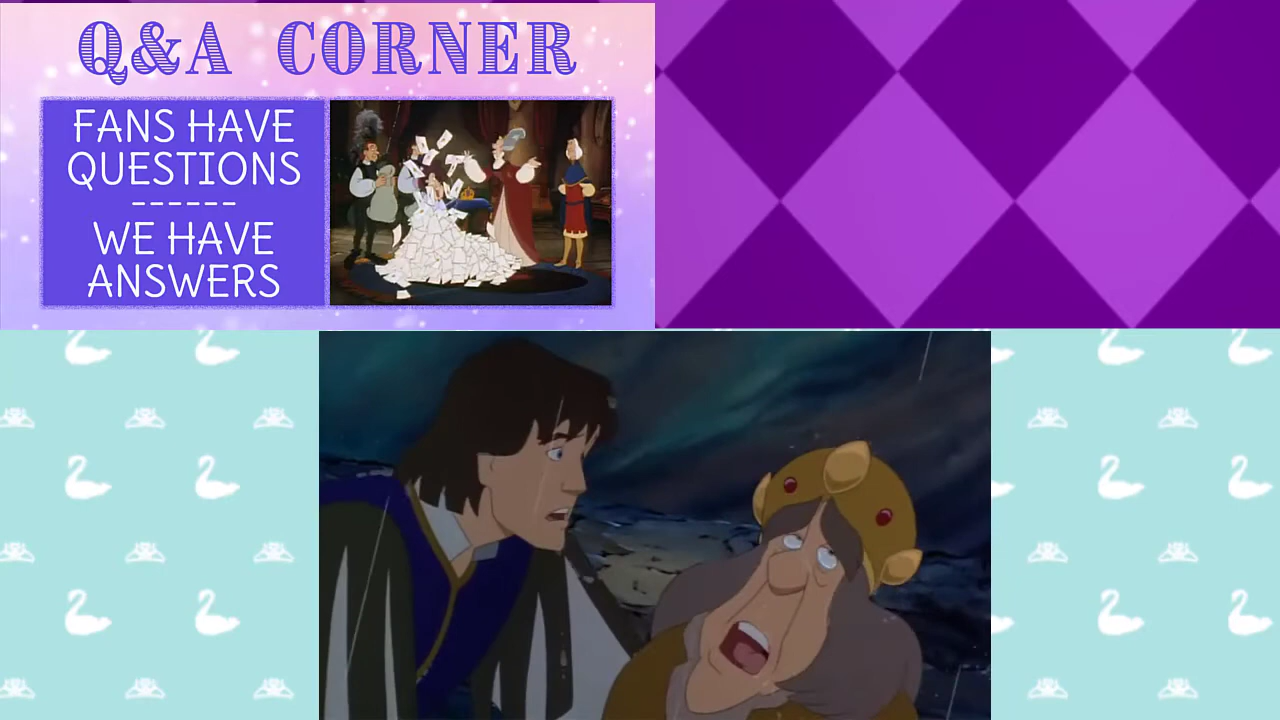 Q&A CORNER
FANS HAVE
QUESTIONS
------
WE HAVE
ANSWERS